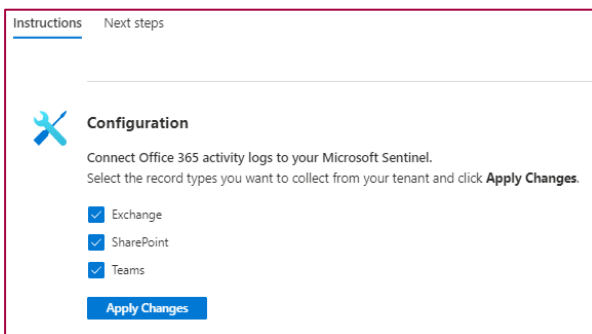 Instructions Next steps
Configuration
Connect Office 365 activity logs to your Microsoft Sentinel.
Select the record types you want to collect from your tenant and click Apply Changes.
Exchange
SharePoint
Teams
Apply Changes